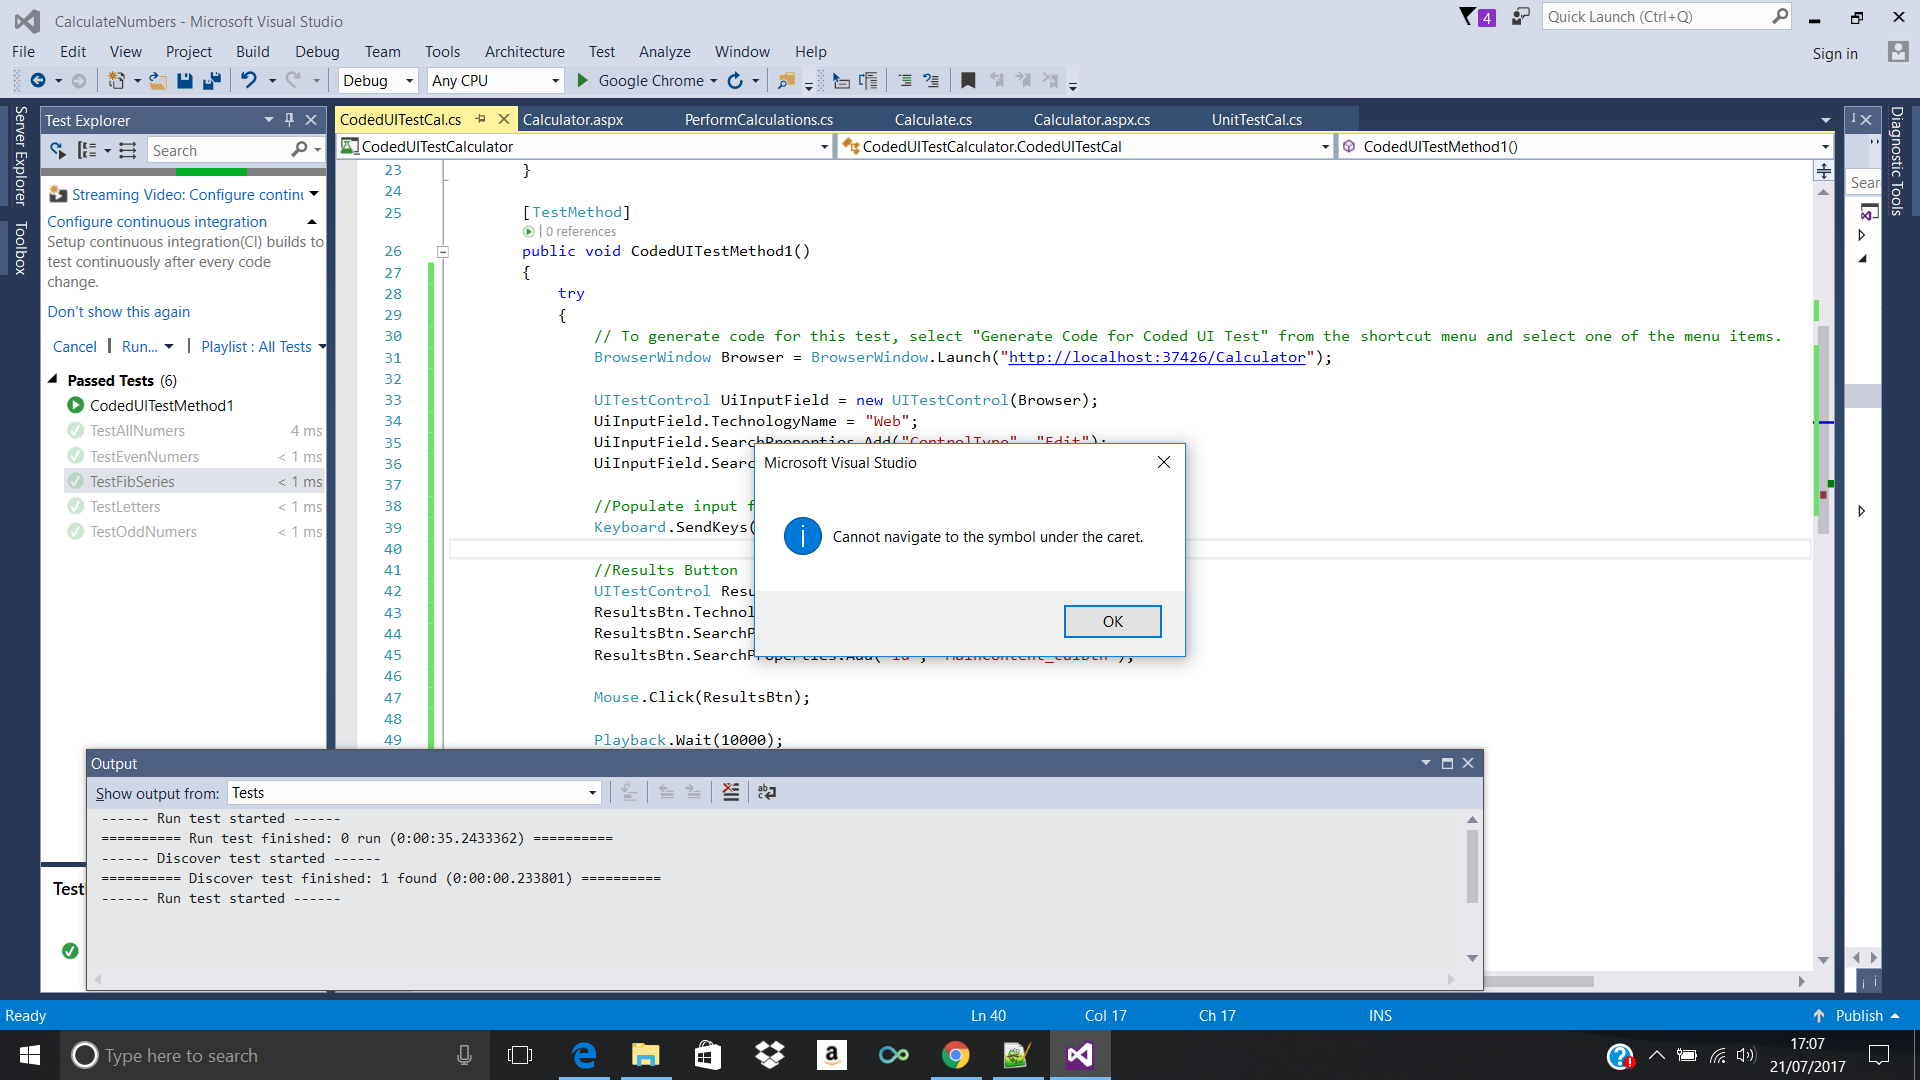 CalculateNumbers - Microsoft Visual Studio
4
Quick Launch (Ctrl+Q)
File Edit View Project Build Debug Team Tools Architecture Test Analyze Window Help
Sign in
Debug
Any CPU
Google Chrome
Server Explorer
Toolbox
Test Explorer
Search
Streaming Video: Configure continu
Configure continuous integration
Setup continuous integration(CI) builds to
test continuously after every code
change.
Don't show this again
Cancel | Run... | Playlist : All Tests
Passed Tests (6)
CodedUITestMethod1
TestAllNumers 4 ms
TestEvenNumers < 1 ms
TestFibSeries < 1 ms
TestLetters < 1 ms
TestOddNumers < 1 ms
Test
CodedUITestCal.cs Calculator.aspx PerformCalculations.cs Calculate.cs Calculator.aspx.cs UnitTestCal.cs
CodedUITestCalculator
CodedUITestCalculator.CodedUITestCal
CodedUITestMethod1()
23 }
24
25 [TestMethod]
| 0 references
26 public void CodedUITestMethod1()
27 {
28 try
29 {
30 // To generate code for this test, select "Generate Code for Coded UI Test" from the shortcut menu and select one of the menu items.
31 BrowserWindow Browser = BrowserWindow.Launch("http://localhost:37426/Calculator");
32
33 UITestControl UiInputField = new UITestControl(Browser);
34 UiInputField.TechnologyName = "Web";
35 UiInputField.SearchProperties.Add("ControlType", "Edit");
36 UiInputField.Searc
37
38 //Populate input f
39 Keyboard.SendKeys(
40
41 //Results Button
42 UITestControl Resu
43 ResultsBtn.Technol
44 ResultsBtn.SearchP
45 ResultsBtn.SearchProperties.Add("id", "MainContent_calbtn");
46
47 Mouse.Click(ResultsBtn);
48
49 Playback.Wait(10000);
Microsoft Visual Studio
Cannot navigate to the symbol under the caret.
OK
Sear
Diagnostic Tools
Output
Show output from: Tests
------ Run test started ------
========== Run test finished: 0 run (0:00:35.2433362) ==========
------ Discover test started ------
========== Discover test finished: 1 found (0:00:00.233801) ==========
------ Run test started ------
Ready
Ln 40
Col 17
Ch 17
INS
Publish
Type here to search
17:07
21/07/2017